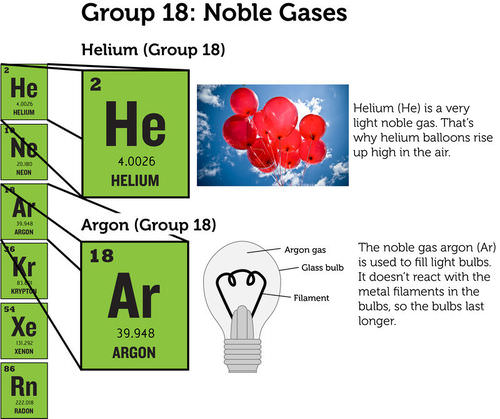 Group 18: Noble Gases
Helium (Group 18)
2
He
4.0026
HELIUM
10
Ne
20.180
NEON
18
Ar
39.948
ARGON
36
Kr
KRYPTON
54
Xe
131.292
XENON
86
Rn
222.018
RADON
2
He
4.0026
HELIUM
Helium (He) is a very
light noble gas. That's
why helium balloons rise
up high in the air.
Argon (Group 18)
18
Ar
39.948
ARGON
Argon gas
Glass bulb
Filament
The noble gas argon (Ar)
is used to fill light bulbs.
It doesn't react with the
metal filaments in the
bulbs, so the bulbs last
longer.